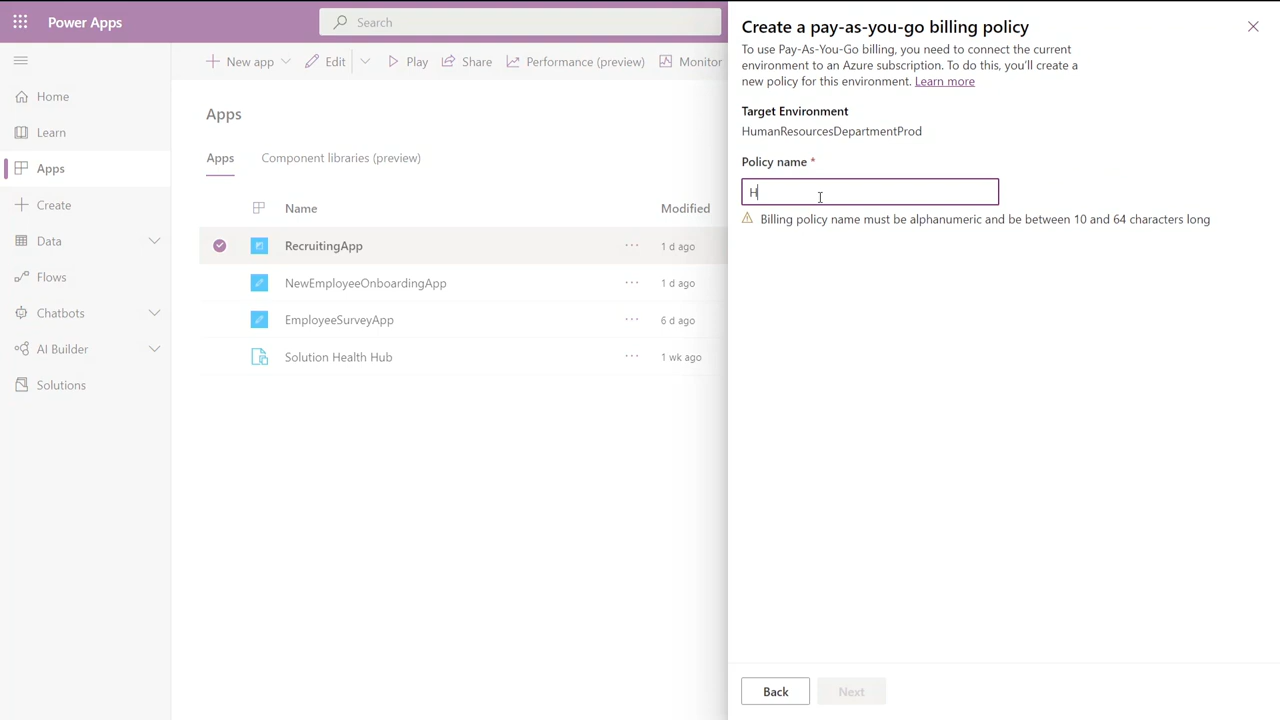 Power Apps
Search
New app
Edit
Play
Share
Performance (preview)
Monitor
Home
Learn
Apps
Create
Data
Flows
Chatbots
AI Builder
Solutions
Apps
Apps
Component libraries (preview)
Name
Modified
RecruitingApp
... 1 d ago
NewEmployeeOnboardingApp
... 1 d ago
EmployeeSurveyApp
... 6 d ago
Solution Health Hub
... 1 wk ago
Create a pay-as-you-go billing policy
To use Pay-As-You-Go billing, you need to connect the current
environment to an Azure subscription. To do this, you'll create a
new policy for this environment. Learn more
Target Environment
HumanResourcesDepartmentProd
Policy name *
H
Billing policy name must be alphanumeric and be between 10 and 64 characters long
Back
Next